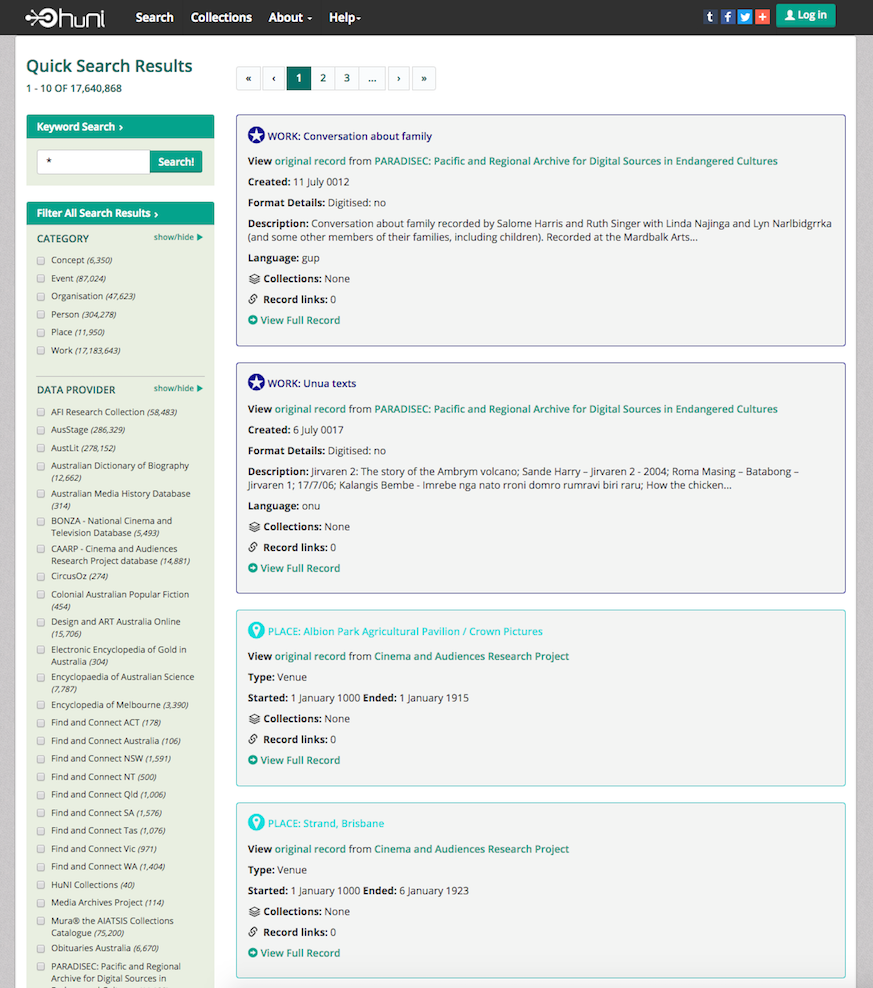 huni Search Collections About Help t f + Log in
Quick Search Results
1 - 10 OF 17,640,868
Keyword Search ›
* Search!
Filter All Search Results ›
CATEGORY show/hide
Concept (6,350)
Event (87,024)
Organisation (47,623)
Person (304,278)
Place (11,950)
Work (17,183,643)
DATA PROVIDER show/hide
AFI Research Collection (58,483)
AusStage (286,329)
AustLit (278,152)
Australian Dictionary of Biography
(12,662)
Australian Media History Database
(314)
BONZA - National Cinema and
Television Database (5,493)
CAARP - Cinema and Audiences
Research Project database (14,881)
CircusOz (274)
Colonial Australian Popular Fiction
(454)
Design and ART Australia Online
(15,706)
Electronic Encyclopedia of Gold in
Australia (304)
Encyclopaedia of Australian Science
(7,787)
Encyclopedia of Melbourne (3,390)
Find and Connect ACT (178)
Find and Connect Australia (106)
Find and Connect NSW (1,591)
Find and Connect NT (500)
Find and Connect Qld (1,006)
Find and Connect SA (1,576)
Find and Connect Tas (1,076)
Find and Connect Vic (971)
Find and Connect WA (1,404)
HuNI Collections (40)
Media Archives Project (114)
Mura® the AIATSIS Collections
Catalogue (75,200)
Obituaries Australia (6,670)
PARADISEC: Pacific and Regional
Archive for Digital Sources in
« ‹ 1 2 3 ... › »
WORK: Conversation about family
View original record from PARADISEC: Pacific and Regional Archive for Digital Sources in Endangered Cultures
Created: 11 July 0012
Format Details: Digitised: no
Description: Conversation about family recorded by Salome Harris and Ruth Singer with Linda Najinga and Lyn Narlbidgrrka
(and some other members of their families, including children). Recorded at the Mardbalk Arts...
Language: gup
Collections: None
Record links: 0
View Full Record
WORK: Unua texts
View original record from PARADISEC: Pacific and Regional Archive for Digital Sources in Endangered Cultures
Created: 6 July 0017
Format Details: Digitised: no
Description: Jirvaren 2: The story of the Ambrym volcano; Sande Harry – Jirvaren 2 - 2004; Roma Masing – Batabong –
Jirvaren 1; 17/7/06; Kalangis Bembe - Imrebe nga nato rroni domro rumravi biri raru; How the chicken...
Language: onu
Collections: None
Record links: 0
View Full Record
PLACE: Albion Park Agricultural Pavilion / Crown Pictures
View original record from Cinema and Audiences Research Project
Type: Venue
Started: 1 January 1000 Ended: 1 January 1915
Collections: None
Record links: 0
View Full Record
PLACE: Strand, Brisbane
View original record from Cinema and Audiences Research Project
Type: Venue
Started: 1 January 1000 Ended: 6 January 1923
Collections: None
Record links: 0
View Full Record